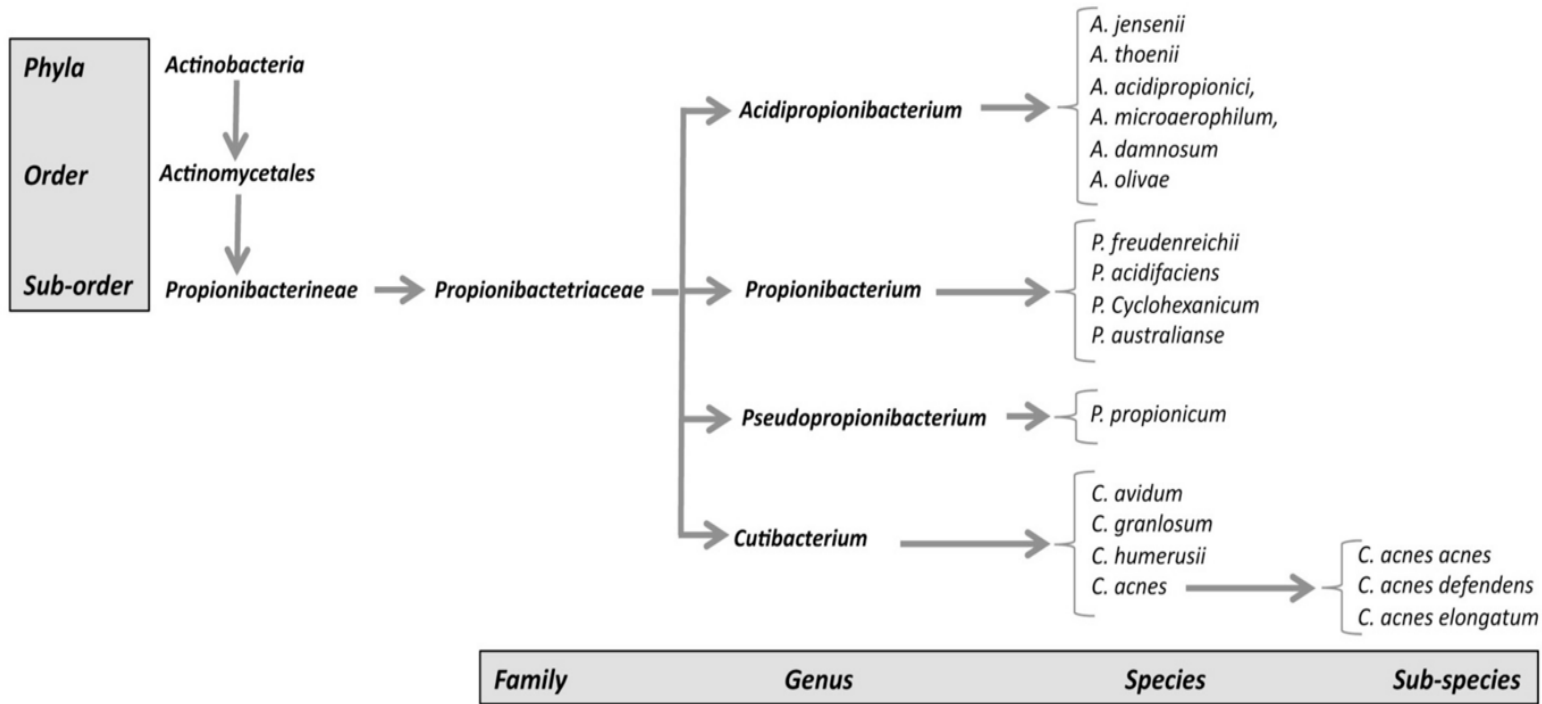 Phyla
Actinobacteria
Order
Actinomycetales
Sub-order
Propionibacterineae
Propionibactetriaceae
Acidipropionibacterium
A. jensenii
A. thoenii
A. acidipropionici,
A. microaerophilum,
A. damnosum
A. olivae
Propionibacterium
P. freudenreichii
P. acidifaciens
P. Cyclohexanicum
P. australianse
Pseudopropionibacterium
P. propionicum
Cutibacterium
C. avidum
C. granlosum
C. humerusii
C. acnes
C. acnes acnes
C. acnes defendens
C. acnes elongatum
Family
Genus
Species
Sub-species